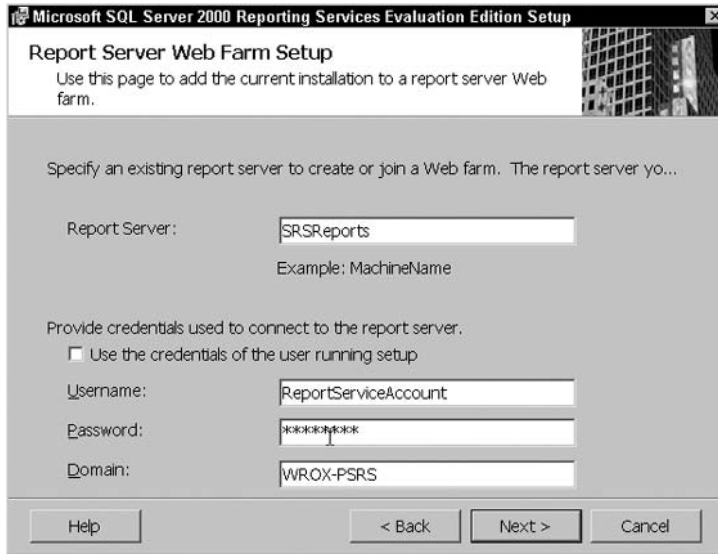 Microsoft SQL Server 2000 Reporting Services Evaluation Edition Setup
Report Server Web Farm Setup
Use this page to add the current installation to a report server Web
farm.
Specify an existing report server to create or join a Web farm. The report server yo...
Report Server:
SRSReports
Example: MachineName
Provide credentials used to connect to the report server.
Use the credentials of the user running setup
Username:
ReportServiceAccount
Password:
********
Domain:
WROX-PSRS
Help
< Back
Next >
Cancel